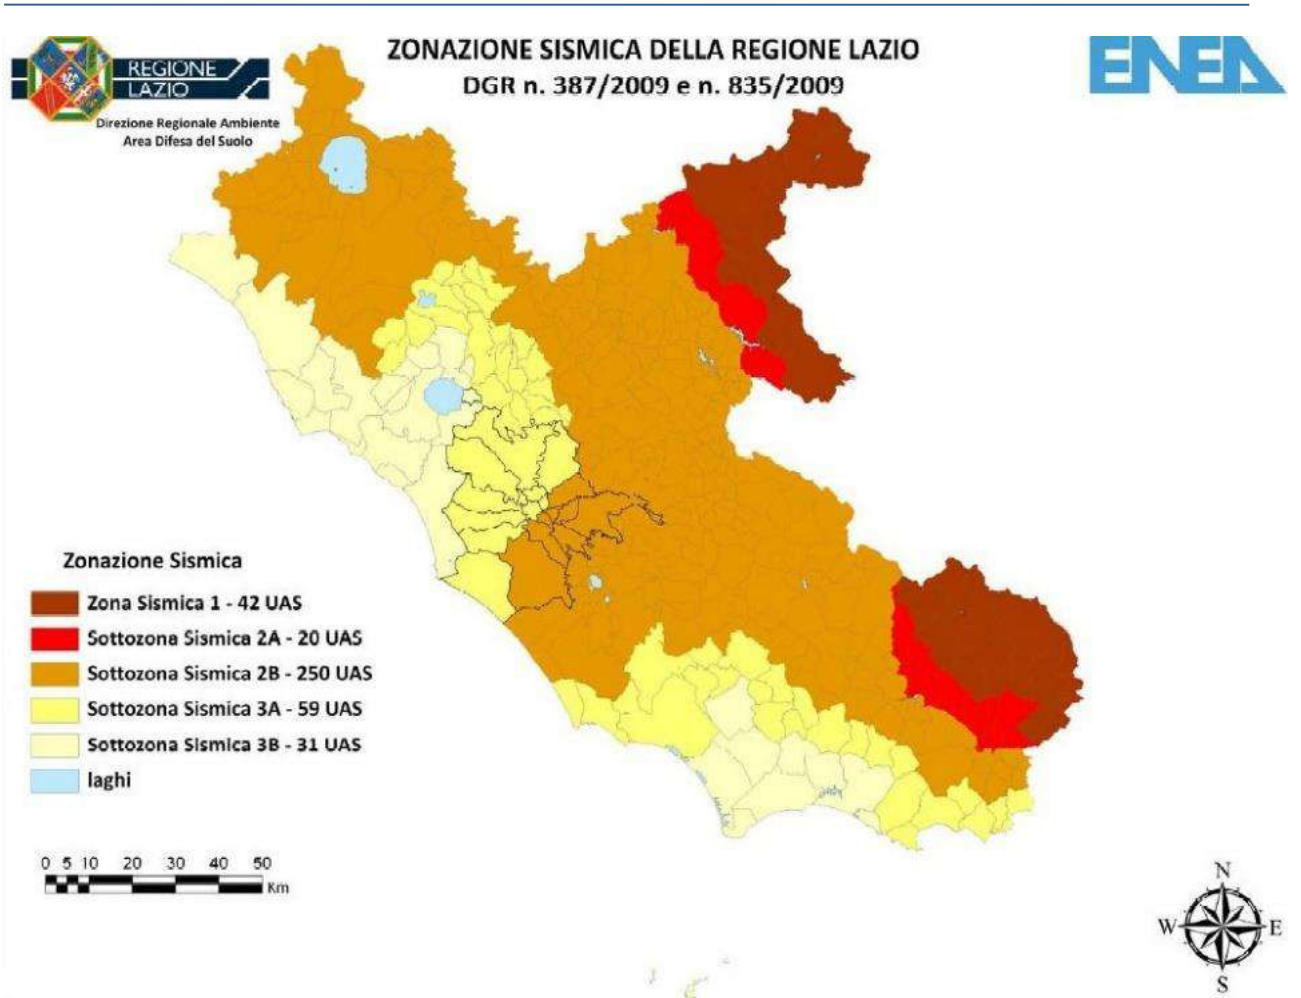 ZONAZIONE SISMICA DELLA REGIONE LAZIO
DGR n. 387/2009 e n. 835/2009
REGIONE
LAZIO
Direzione Regionale Ambiente
Area Difesa del Suolo
ENEA
Zonazione Sismica
Zona Sismica 1 - 42 UAS
Sottozona Sismica 2A - 20 UAS
Sottozona Sismica 2B - 250 UAS
Sottozona Sismica 3A - 59 UAS
Sottozona Sismica 3B - 31 UAS
laghi
0 5 10 20 30 40 50
Km
N
W E
S